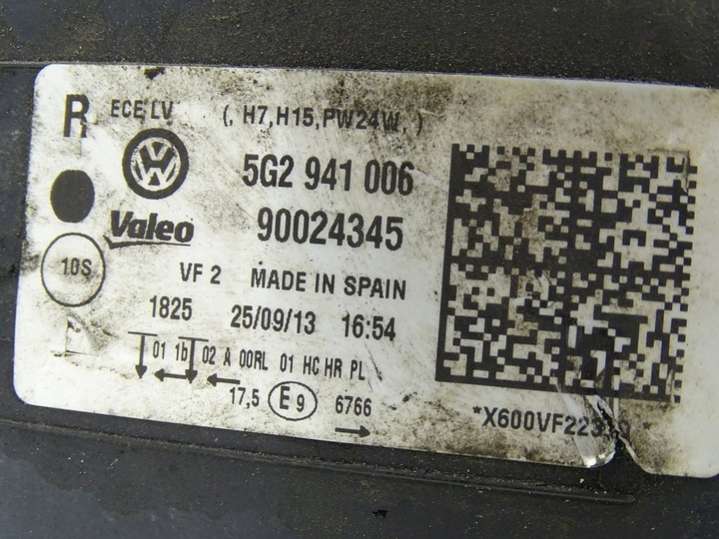 R ECE,LV (, H7,H15,PW24W, )
5G2 941 006
Valeo 90024345
10S VF 2 MADE IN SPAIN
1825 25/09/13 16:54
01 1b 02 A 00RL 01 HC HR PL
17,5 E9 6766